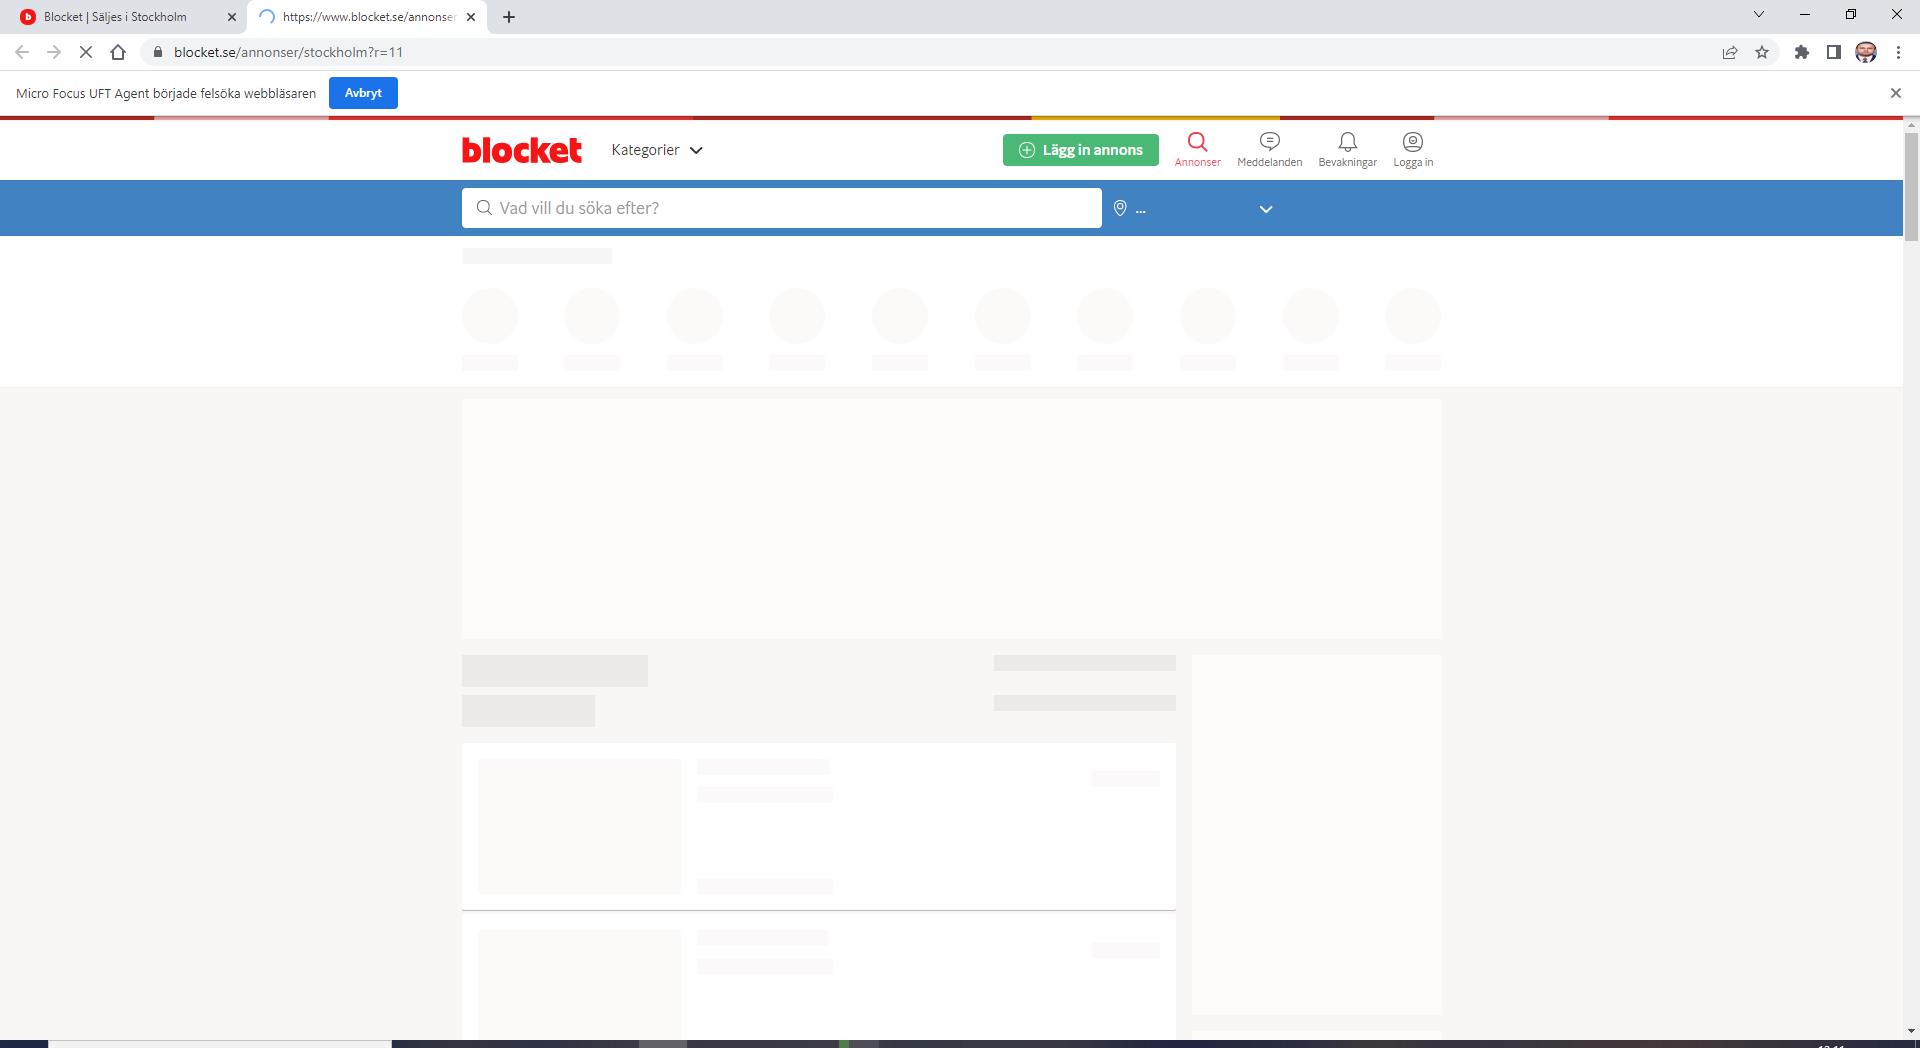 Blocket | Säljes i Stockholm
https://www.blocket.se/annonser
blocket.se/annonser/stockholm?r=11
Micro Focus UFT Agent började felsöka webbläsaren
Avbryt
blocket
Kategorier
Lägg in annons
Annonser
Meddelanden
Bevakningar
Logga in
Vad vill du söka efter?
...